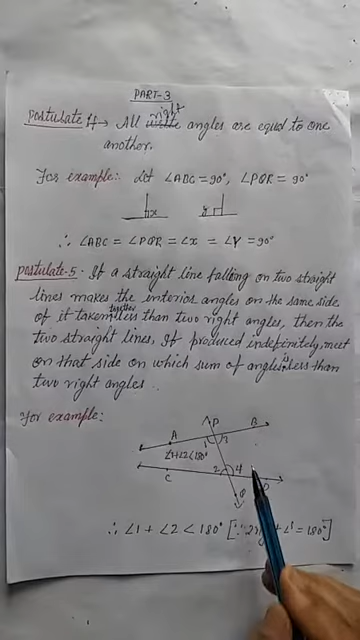 PART-3
right
Postulate 4→ All write angles are equal to one
another.
For example:- Let ∠ABC = 90°, ∠PQR = 90°
x y
∴ ∠ABC = ∠PQR = ∠x = ∠Y = 90°
Postulate-5 - If a straight line falling on two straight
lines makes the interior angles on the same side
together
of it taken less than two right angles, then the
two straight lines, If produced indefinitely, meet
is
on that side on which sum of angles less than
two right angles.
For example:
P B
A 1 3
∠1+∠2<180°
2 4
C D
Q
∴ ∠1 + ∠2 < 180° [∵ 2 = 180°]